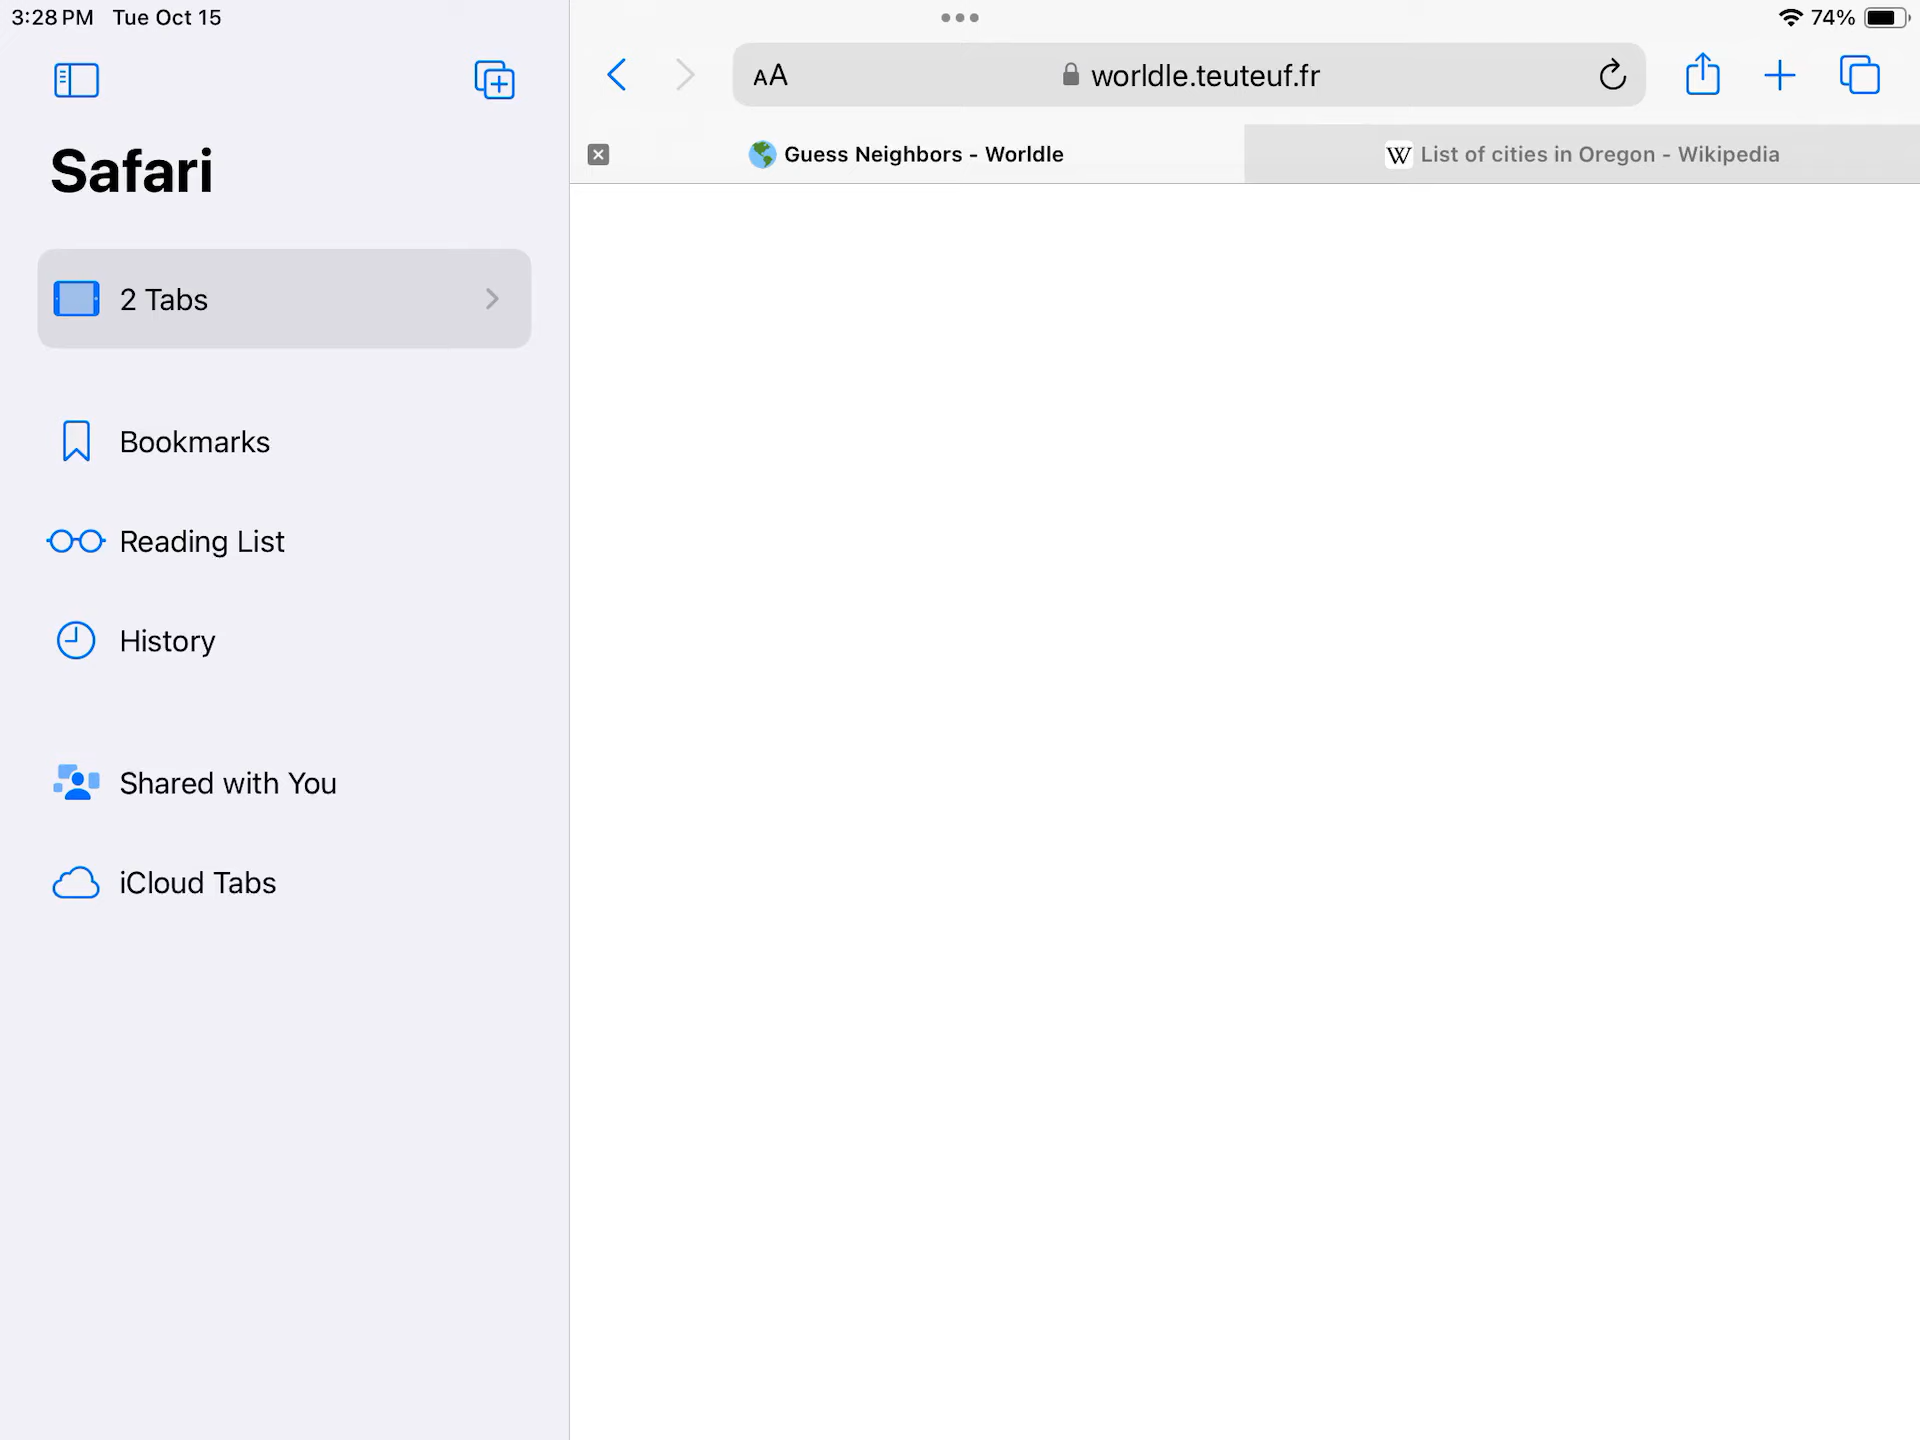 3:28 PM Tue Oct 15
74%
Safari
2 Tabs
Bookmarks
Reading List
History
Shared with You
iCloud Tabs
AA
worldle.teuteuf.fr
Guess Neighbors - Worldle
W List of cities in Oregon - Wikipedia